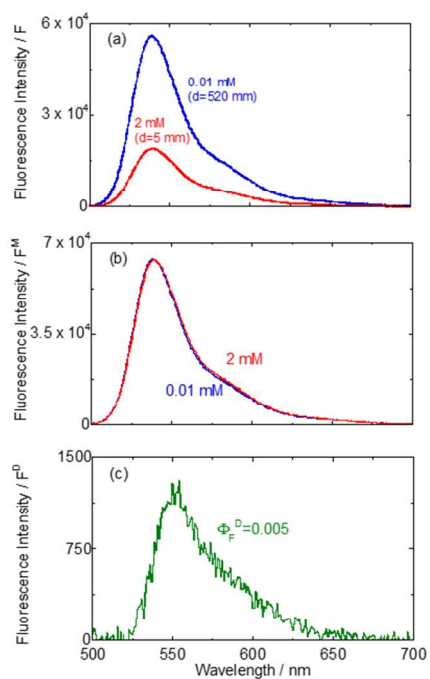 Fluorescence Intensity / F
6 x 10⁴
3 x 10⁴
0
(a)
0.01 mM
(d=520 mm)
2 mM
(d=5 mm)
Fluorescence Intensity / Fᴹ
7 x 10⁴
3.5x 10⁴
0
(b)
2 mM
0.01 mM
Fluorescence Intensity / Fᴰ
1500
750
0
(c)
Φ_F^D=0.005
500 550 600 650 700
Wavelength / nm